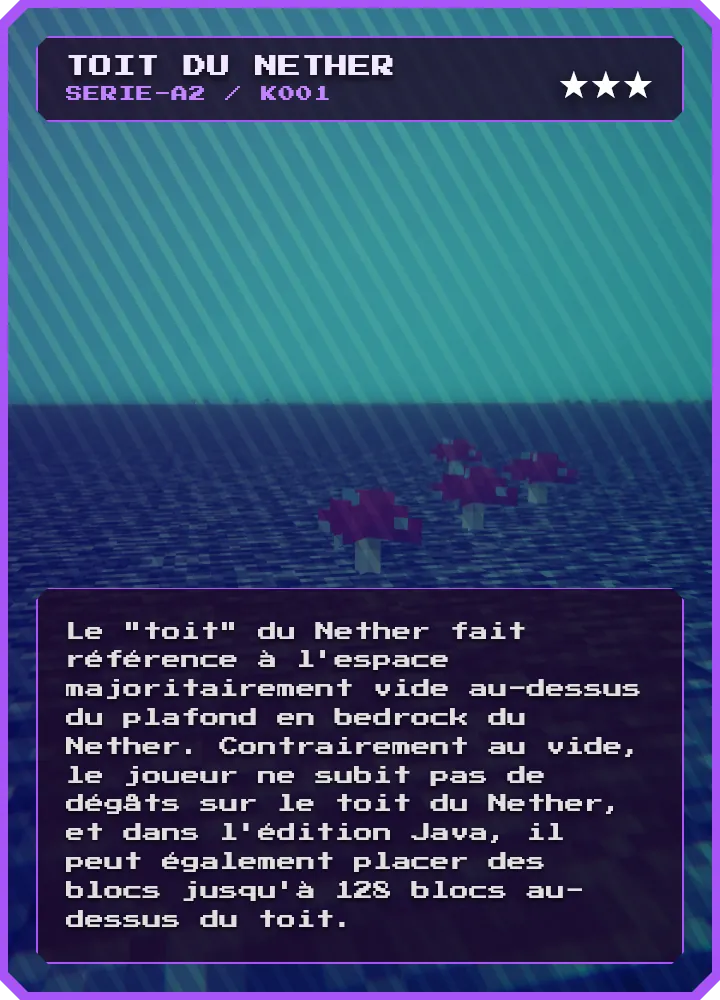 TOIT DU NETHER
SERIE-A2 / K001
★★★
Le "toit" du Nether fait
référence à l'espace
majoritairement vide au-dessus
du plafond en bedrock du
Nether. Contrairement au vide,
le joueur ne subit pas de
dégâts sur le toit du Nether,
et dans l'édition Java, il
peut également placer des
blocs jusqu'à 128 blocs au-
dessus du toit.